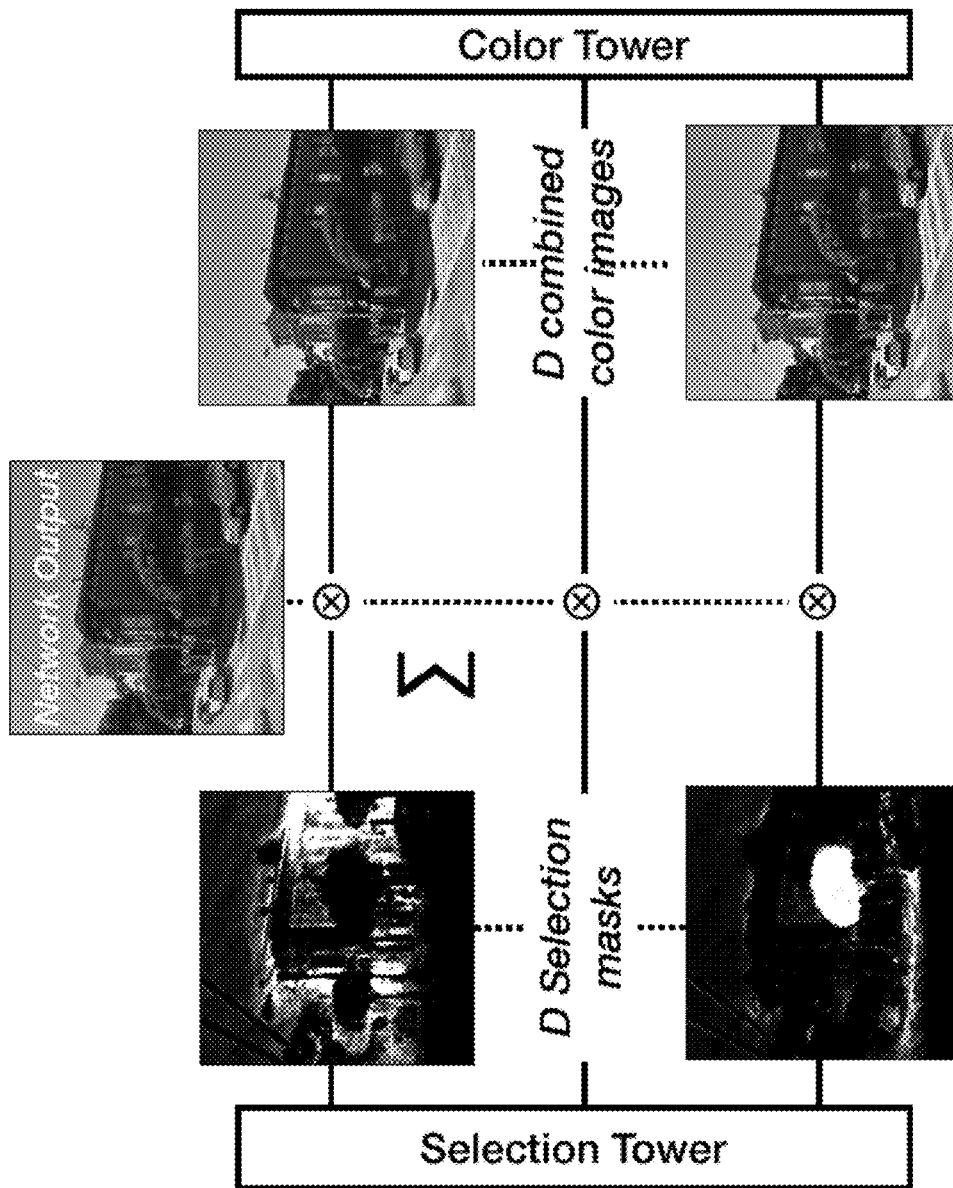 Color Tower
D combined
color images
Network Output
⊗ ⊗ ⊗
Σ
D Selection
masks
Selection Tower